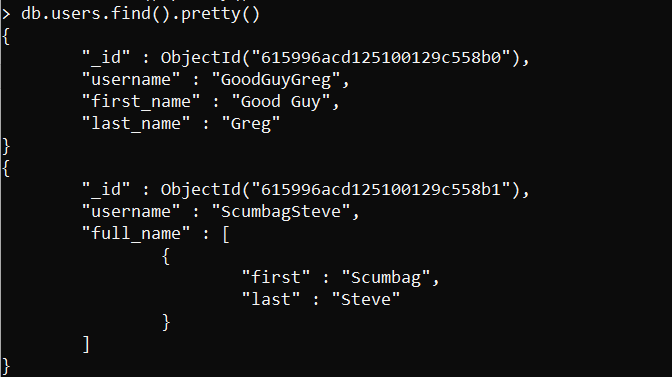 > db.users.find().pretty()
{
        "_id" : ObjectId("615996acd125100129c558b0"),
        "username" : "GoodGuyGreg",
        "first_name" : "Good Guy",
        "last_name" : "Greg"
}
{
        "_id" : ObjectId("615996acd125100129c558b1"),
        "username" : "ScumbagSteve",
        "full_name" : [
                {
                        "first" : "Scumbag",
                        "last" : "Steve"
                }
        ]
}